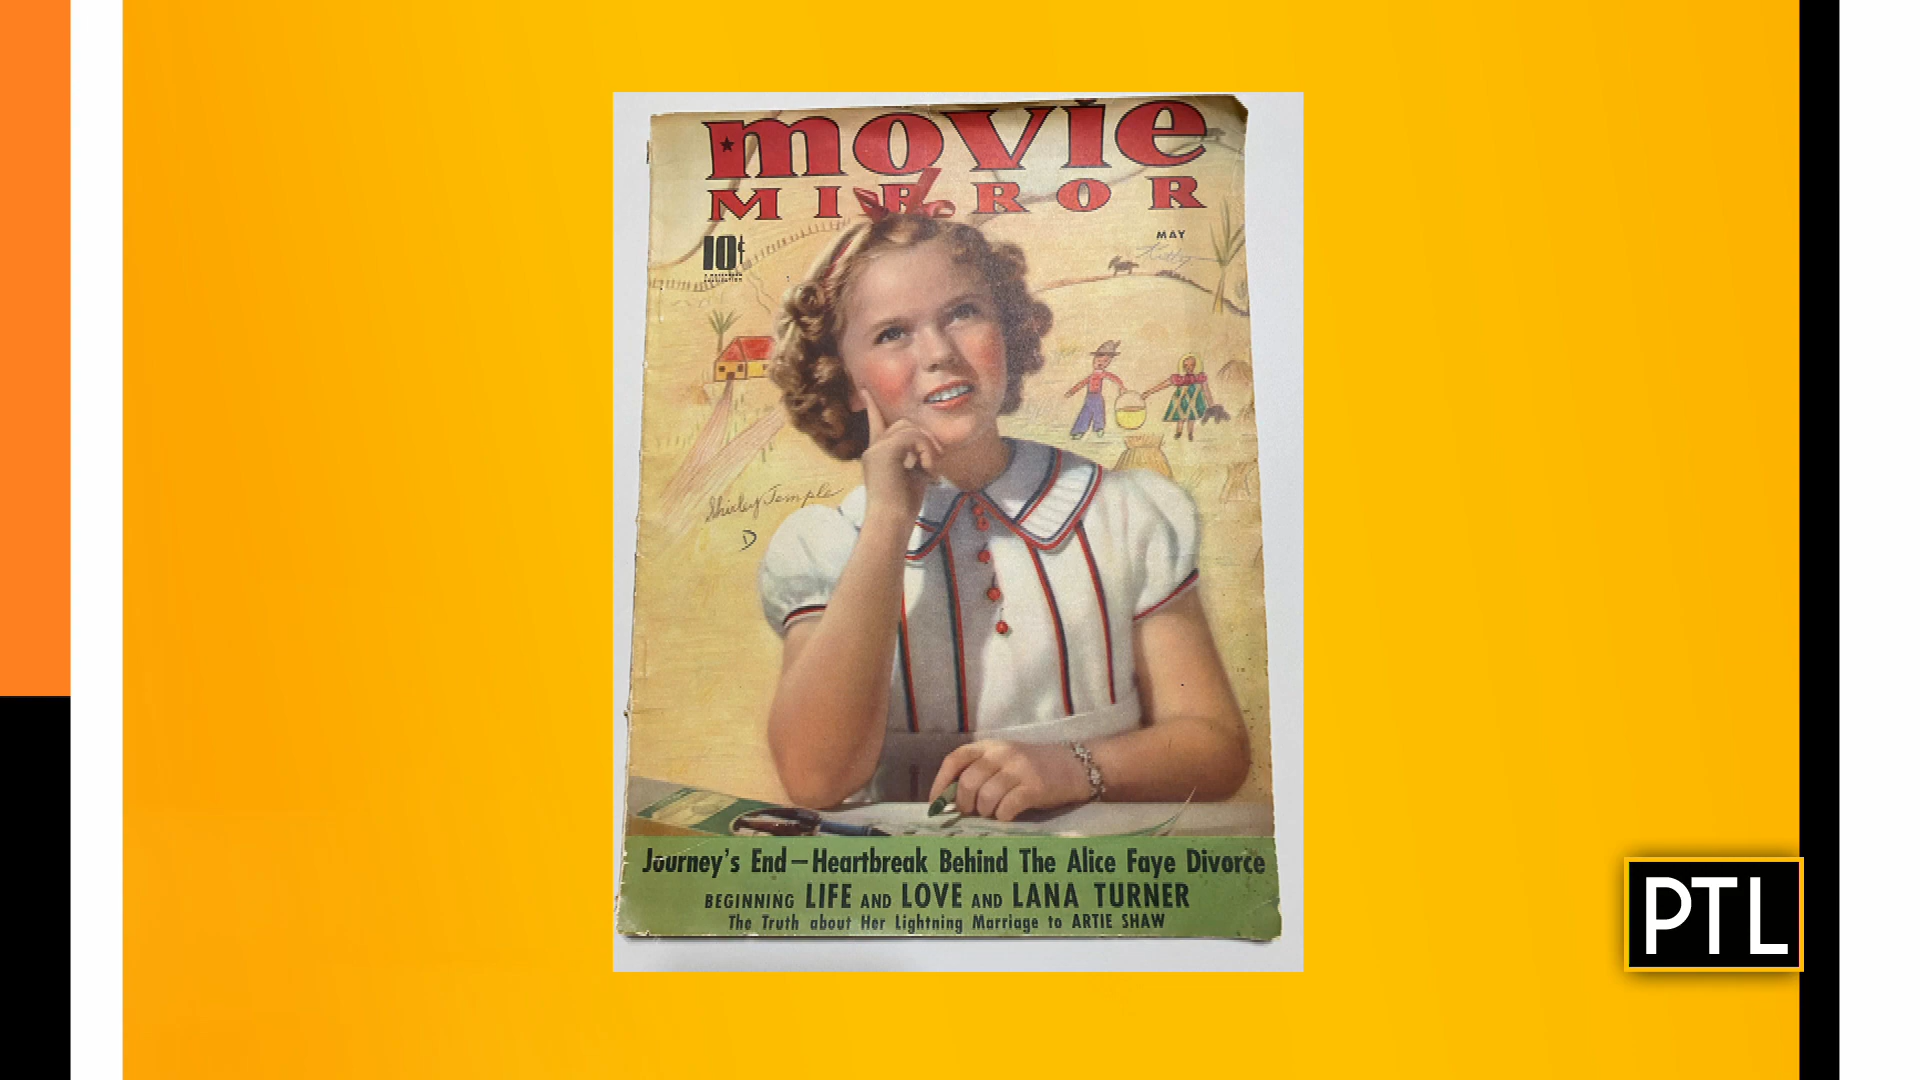 movie
MIRROR
10¢
MAY
Kitty
Shirley Temple
D
Journey's End—Heartbreak Behind The Alice Faye Divorce
BEGINNING LIFE AND LOVE AND LANA TURNER
The Truth about Her Lightning Marriage to ARTIE SHAW
PTL